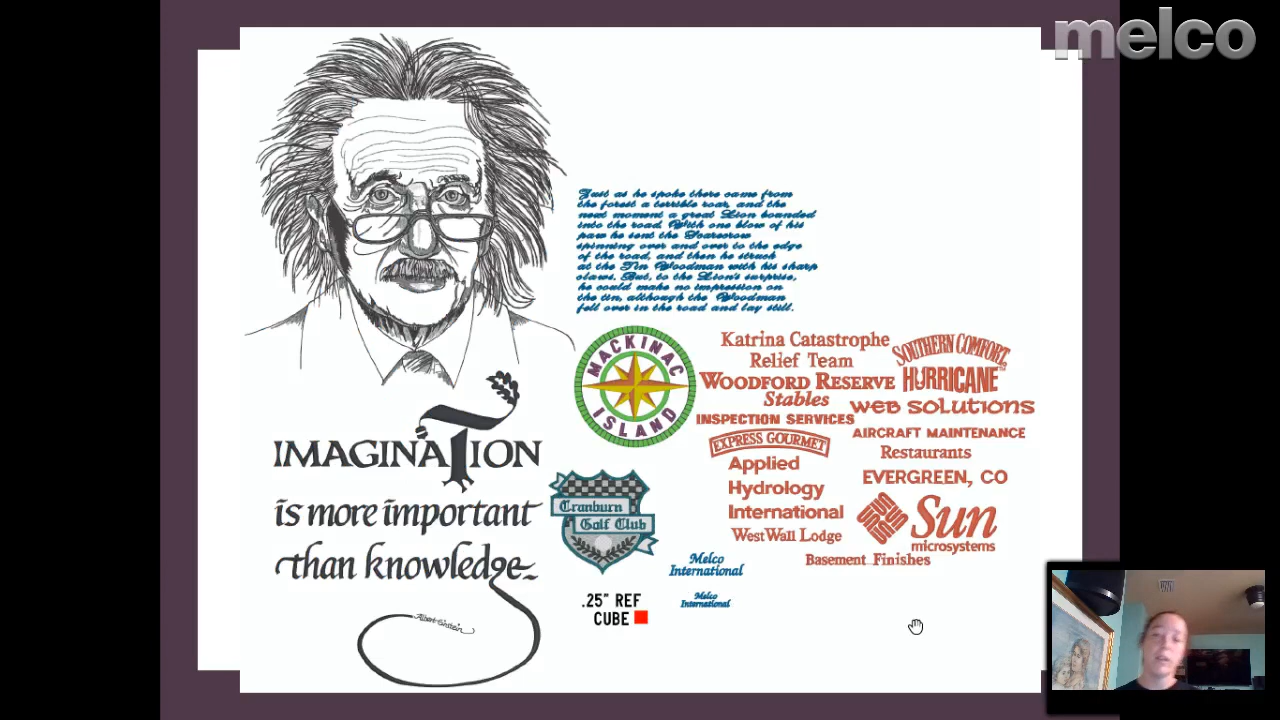 melco
Just as he spoke there came from
the forest a terrible roar, and the
next moment a great Lion bounded
into the road. With one blow of his
paw he sent the Scarecrow
spinning over and over to the edge
of the road, and then he struck
at the Tin Woodman with his sharp
claws. But, to the Lion's surprise,
he could make no impression on
the tin, although the Woodman
fell over in the road and lay still.
MACKINAC
ISLAND
Katrina Catastrophe
Relief Team
WOODFORD RESERVE
Stables
INSPECTION SERVICES
EXPRESS GOURMET
Applied
Hydrology
International
WestWall Lodge
SOUTHERN COMFORT
HURRICANE
WEB SOLUTIONS
AIRCRAFT MAINTENANCE
Restaurants
EVERGREEN, CO
Sun
microsystems
Basement Finishes
IMAGINATION
is more important
than knowledge
Albert Einstein
Cranburn
Golf Club
Melco
International
Melco
International
.25" REF
CUBE